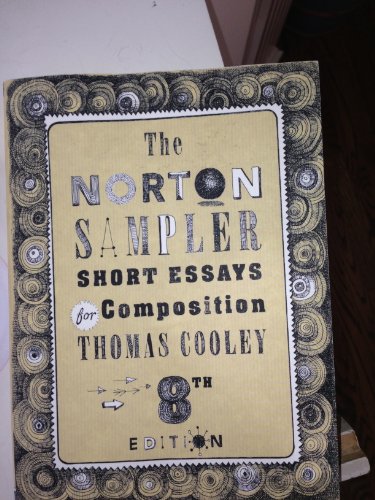 The
NORTON
SAMPLER
SHORT ESSAYS
for Composition
THOMAS COOLEY
8TH
EDITION